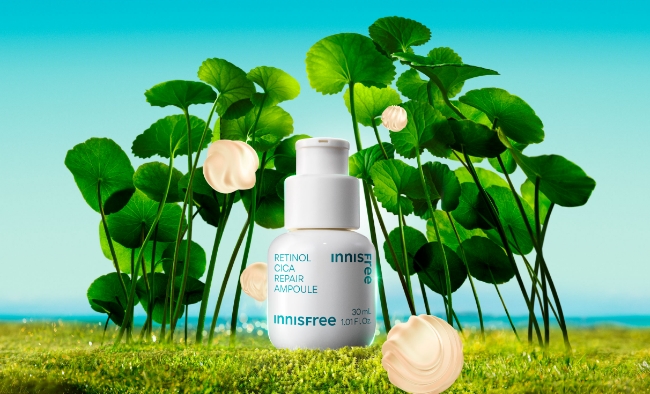 RETINOL
CICA
REPAIR
AMPOULE
INNISFree
INNISFree
30 mL
1.01 Fl. Oz